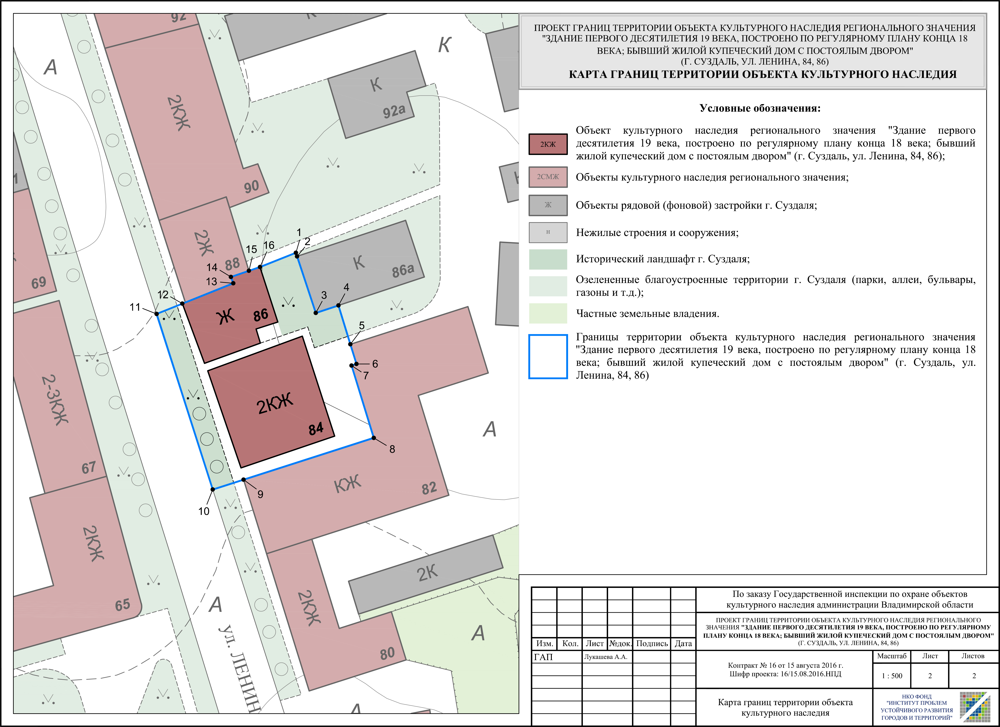 ПРОЕКТ ГРАНИЦ ТЕРРИТОРИИ ОБЪЕКТА КУЛЬТУРНОГО НАСЛЕДИЯ РЕГИОНАЛЬНОГО ЗНАЧЕНИЯ
"ЗДАНИЕ ПЕРВОГО ДЕСЯТИЛЕТИЯ 19 ВЕКА, ПОСТРОЕНО ПО РЕГУЛЯРНОМУ ПЛАНУ КОНЦА 18
ВЕКА; БЫВШИЙ ЖИЛОЙ КУПЕЧЕСКИЙ ДОМ С ПОСТОЯЛЫМ ДВОРОМ"
(Г. СУЗДАЛЬ, УЛ. ЛЕНИНА, 84, 86)
КАРТА ГРАНИЦ ТЕРРИТОРИИ ОБЪЕКТА КУЛЬТУРНОГО НАСЛЕДИЯ
Условные обозначения:
2КЖ
Объект культурного наследия регионального значения "Здание первого
десятилетия 19 века, построено по регулярному плану конца 18 века; бывший
жилой купеческий дом с постоялым двором" (г. Суздаль, ул. Ленина, 84, 86);
2СМЖ
Объекты культурного наследия регионального значения;
Ж
Объекты рядовой (фоновой) застройки г. Суздаля;
н
Нежилые строения и сооружения;
Исторический ландшафт г. Суздаля;
Озелененные благоустроенные территории г. Суздаля (парки, аллеи, бульвары,
газоны и т.д.);
Частные земельные владения.
Границы территории объекта культурного наследия регионального значения
"Здание первого десятилетия 19 века, построено по регулярному плану конца 18
века; бывший жилой купеческий дом с постоялым двором" (г. Суздаль, ул.
Ленина, 84, 86)
92
К
К
А
2КЖ
К
92а
90
2Ж
88
1
2
16
15
14
13
12
11
К
86а
3
4
5
6
7
8
9
10
69
Ж
86
2КЖ
84
2-3КЖ
67
А
КЖ
82
2КЖ
65
2К
2КЖ
80
А
А
А
ул. ЛЕНИН
Изм.
Кол.
Лист
№док.
Подпись
Дата
ГАП
Лукашева А.А.
По заказу Государственной инспекции по охране объектов
культурного наследия администрации Владимирской области
ПРОЕКТ ГРАНИЦ ТЕРРИТОРИИ ОБЪЕКТА КУЛЬТУРНОГО НАСЛЕДИЯ РЕГИОНАЛЬНОГО
ЗНАЧЕНИЯ "ЗДАНИЕ ПЕРВОГО ДЕСЯТИЛЕТИЯ 19 ВЕКА, ПОСТРОЕНО ПО РЕГУЛЯРНОМУ
ПЛАНУ КОНЦА 18 ВЕКА; БЫВШИЙ ЖИЛОЙ КУПЕЧЕСКИЙ ДОМ С ПОСТОЯЛЫМ ДВОРОМ"
(Г. СУЗДАЛЬ, УЛ. ЛЕНИНА, 84, 86)
Контракт № 16 от 15 августа 2016 г.
Шифр проекта: 16/15.08.2016.НПД
Масштаб
Лист
Листов
1 : 500
2
2
Карта границ территории объекта
культурного наследия
НКО ФОНД
"ИНСТИТУТ ПРОБЛЕМ
УСТОЙЧИВОГО РАЗВИТИЯ
ГОРОДОВ И ТЕРРИТОРИЙ"